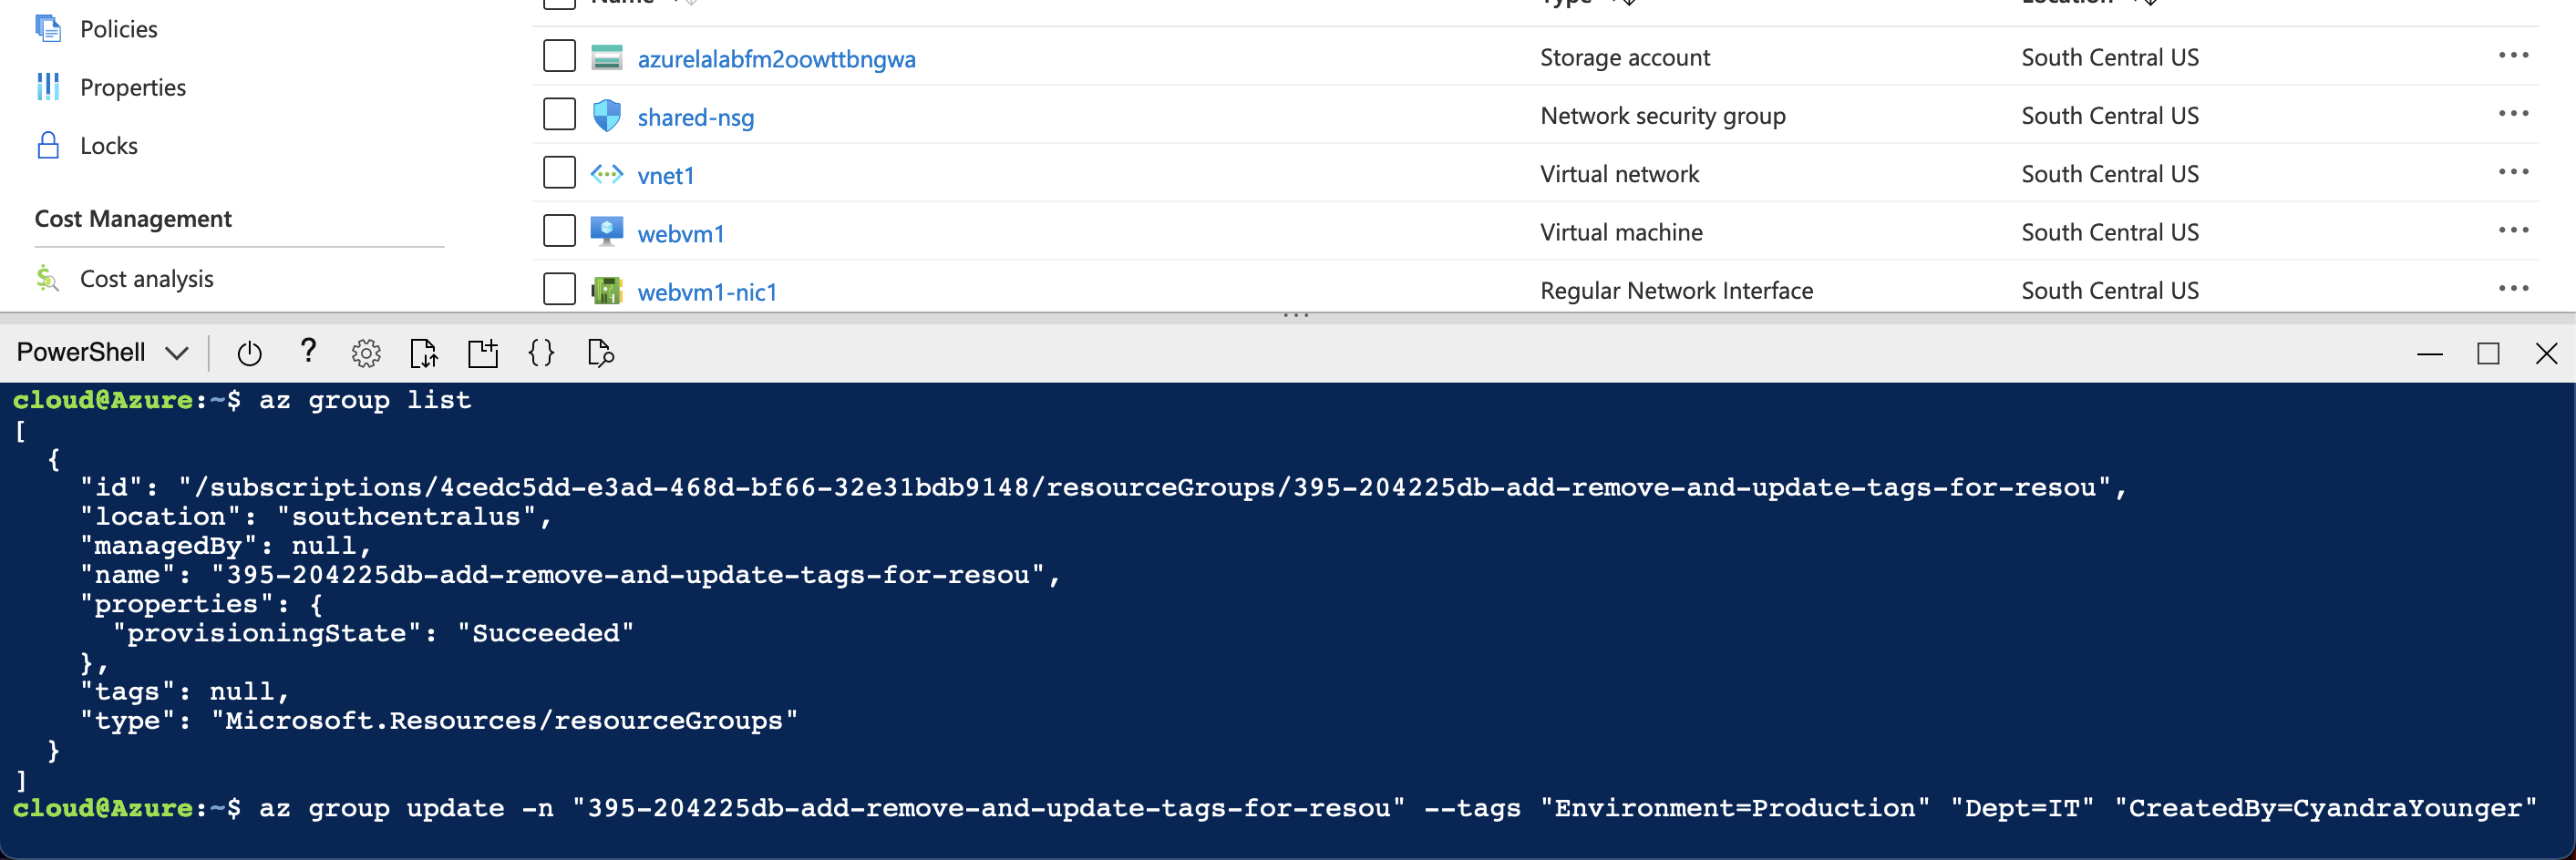 Name Type Location
Policies
azurelalabfm2oowttbngwa Storage account South Central US
Properties
shared-nsg Network security group South Central US
Locks
vnet1 Virtual network South Central US
Cost Management
webvm1 Virtual machine South Central US
Cost analysis
webvm1-nic1 Regular Network Interface South Central US
PowerShell
cloud@Azure:~$ az group list
[
  {
    "id": "/subscriptions/4cedc5dd-e3ad-468d-bf66-32e31bdb9148/resourceGroups/395-204225db-add-remove-and-update-tags-for-resou",
    "location": "southcentralus",
    "managedBy": null,
    "name": "395-204225db-add-remove-and-update-tags-for-resou",
    "properties": {
      "provisioningState": "Succeeded"
    },
    "tags": null,
    "type": "Microsoft.Resources/resourceGroups"
  }
]
cloud@Azure:~$ az group update -n "395-204225db-add-remove-and-update-tags-for-resou" --tags "Environment=Production" "Dept=IT" "CreatedBy=CyandraYounger"